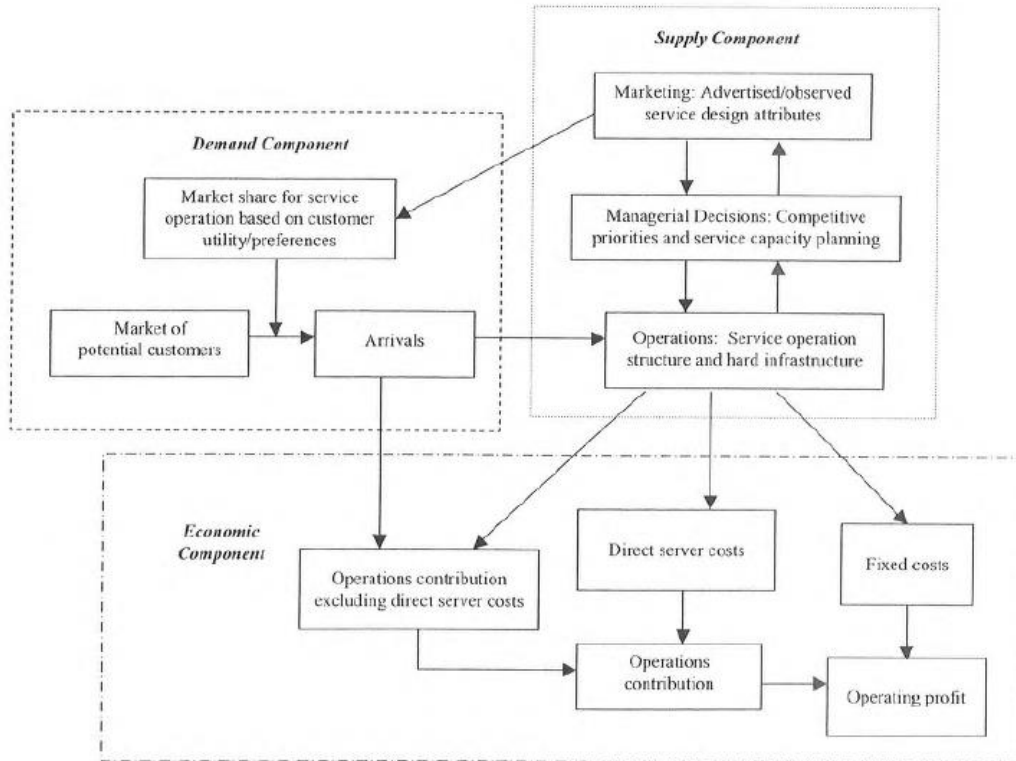 Supply Component
Marketing: Advertised/observed
service design attributes
Demand Component
Market share for service
operation based on customer
utility/preferences
Managerial Decisions: Competitive
priorities and service capacity planning
Market of
potential customers
Arrivals
Operations: Service operation
structure and hard infrastructure
Economic
Component
Operations contribution
excluding direct server costs
Direct server costs
Fixed costs
Operations
contribution
Operating profit